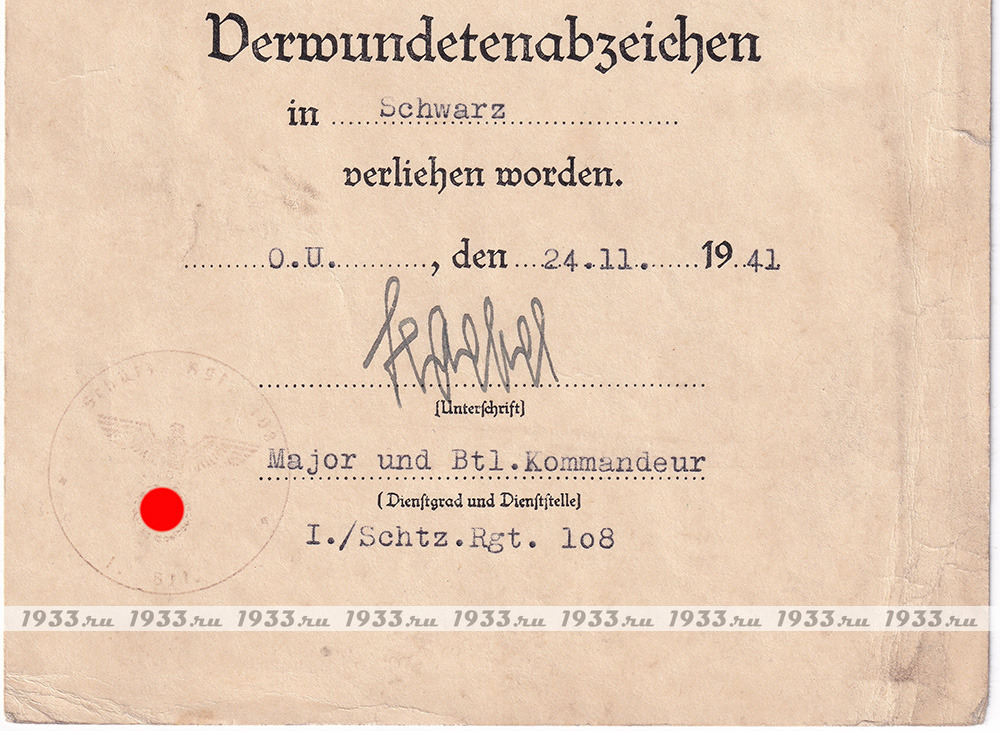 Verwundetenabzeichen
in Schwarz
verliehen worden.
O.U., den 24.11. 1941
(Unterschrift)
Major und Btl.Kommandeur
(Dienstgrad und Dienststelle)
I./Schtz.Rgt. 108
1933.ru 1933.ru 1933.ru 1933.ru 1933.ru 1933.ru 1933.ru 1933.ru 1933.ru